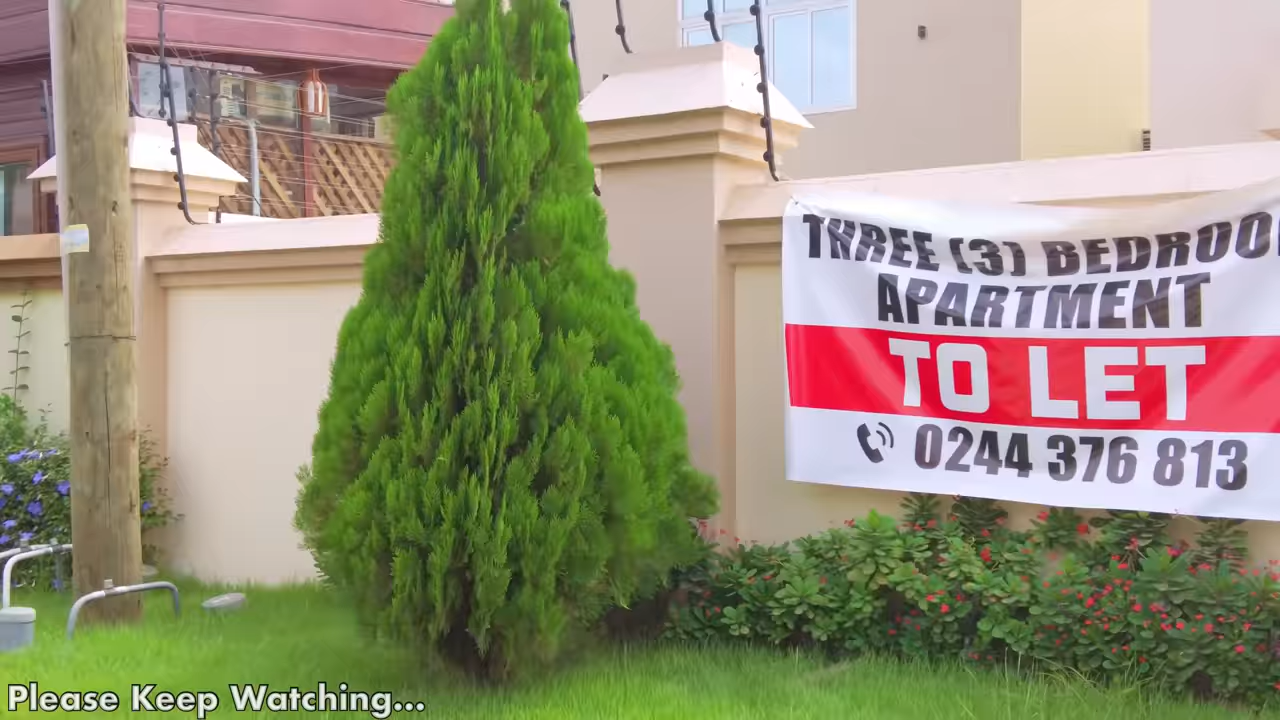 THREE (3) BEDROO
APARTMENT
TO LET
0244 376 813
Please Keep Watching...